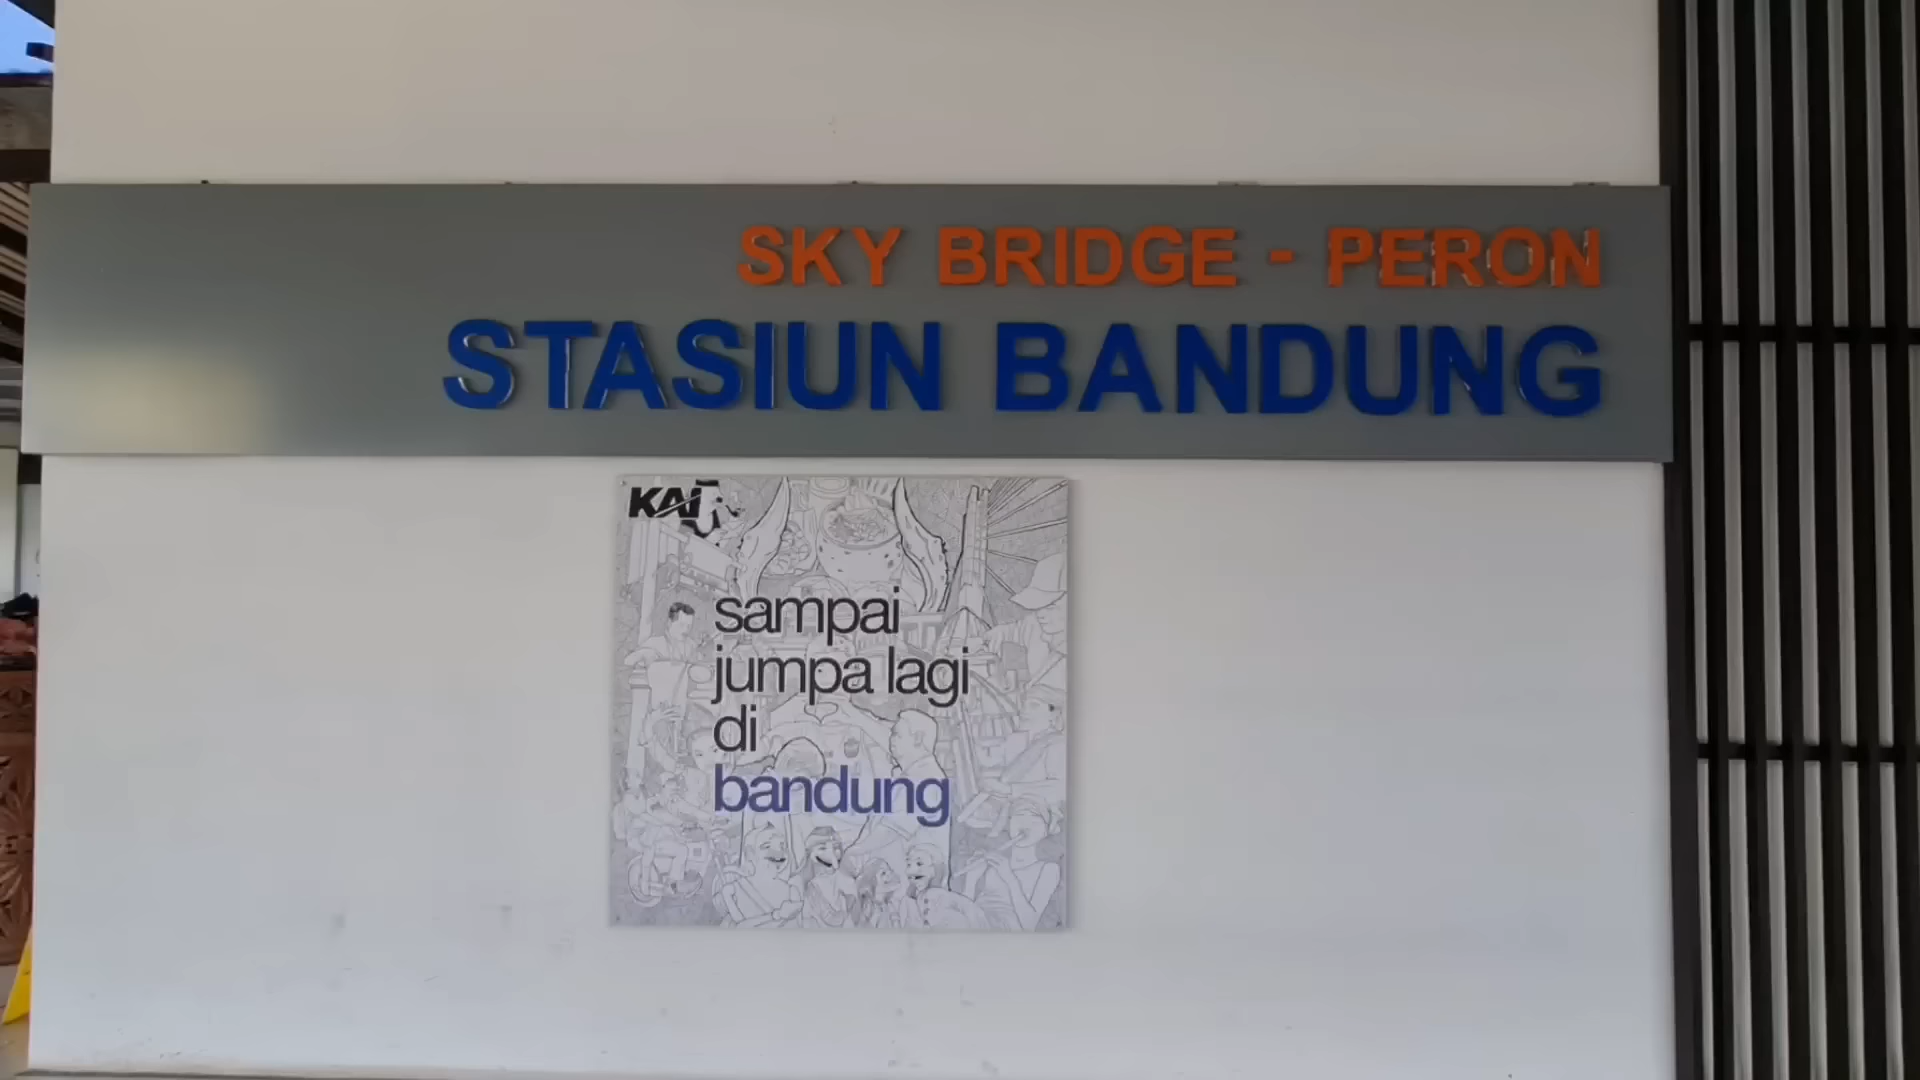 SKY BRIDGE - PERON
STASIUN BANDUNG
KAI
sampai
jumpa lagi
di
bandung